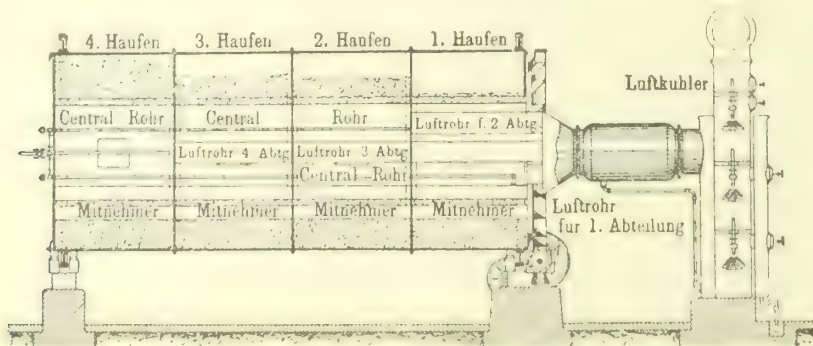 4. Haufen 3. Haufen 2. Haufen 1. Haufen
Luftkuhler
Central Rohr Central Rohr Luftrohr f. 2 Abtg
Luftrohr 4 Abtg Luftrohr 3 Abtg
Central-Rohr
Mitnehmer Mitnehmer Mitnehmer Mitnehmer
Luftrohr
fur 1. Abteilung